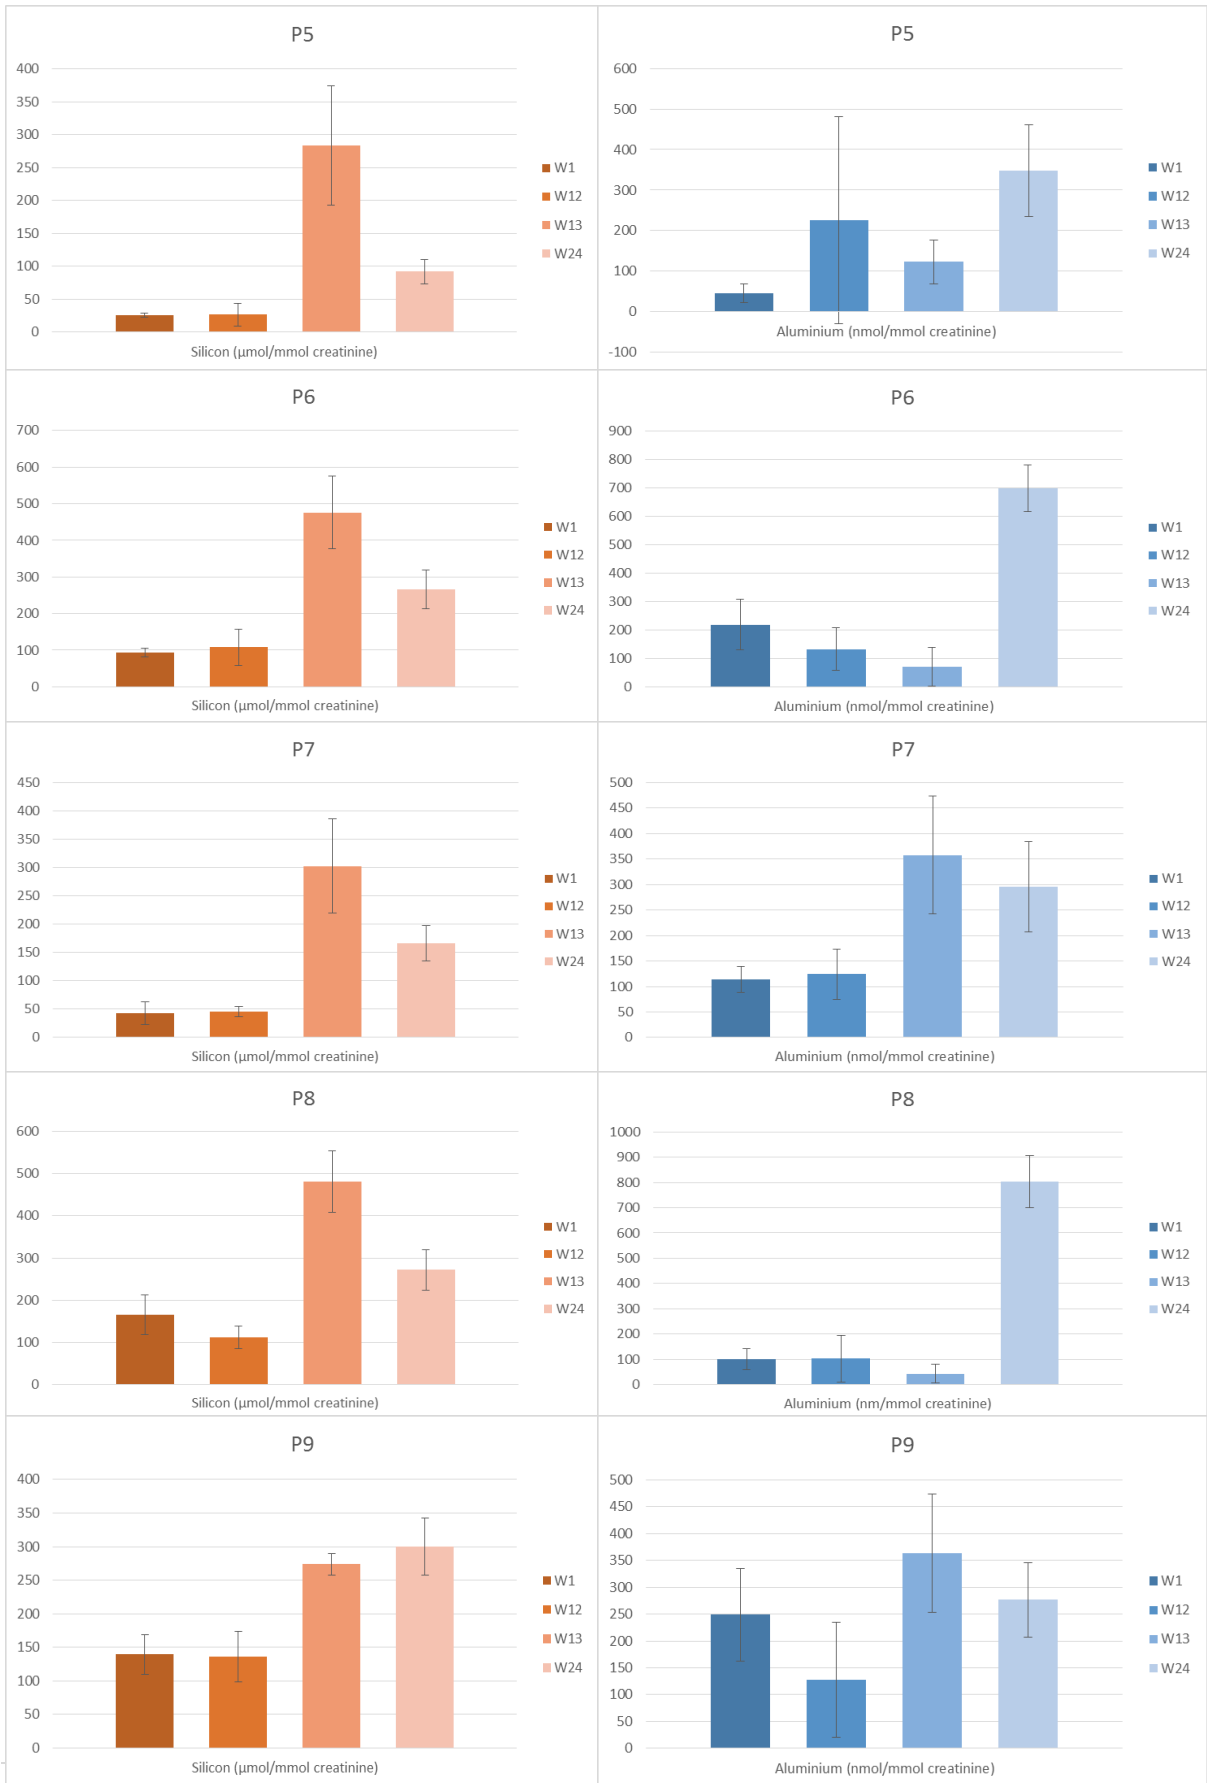 P5
400
350
300
250
200
150
100
50
0
Silicon (µmol/mmol creatinine)
W1
W12
W13
W24
P5
600
500
400
300
200
100
0
-100
Aluminium (nmol/mmol creatinine)
W1
W12
W13
W24
P6
700
600
500
400
300
200
100
0
Silicon (µmol/mmol creatinine)
W1
W12
W13
W24
P6
900
800
700
600
500
400
300
200
100
0
Aluminium (nmol/mmol creatinine)
W1
W12
W13
W24
P7
450
400
350
300
250
200
150
100
50
0
Silicon (µmol/mmol creatinine)
W1
W12
W13
W24
P7
500
450
400
350
300
250
200
150
100
50
0
Aluminium (nmol/mmol creatinine)
W1
W12
W13
W24
P8
600
500
400
300
200
100
0
Silicon (µmol/mmol creatinine)
W1
W12
W13
W24
P8
1000
900
800
700
600
500
400
300
200
100
0
Aluminium (nm/mmol creatinine)
W1
W12
W13
W24
P9
400
350
300
250
200
150
100
50
0
Silicon (µmol/mmol creatinine)
W1
W12
W13
W24
P9
500
450
400
350
300
250
200
150
100
50
0
Aluminium (nmol/mmol creatinine)
W1
W12
W13
W24